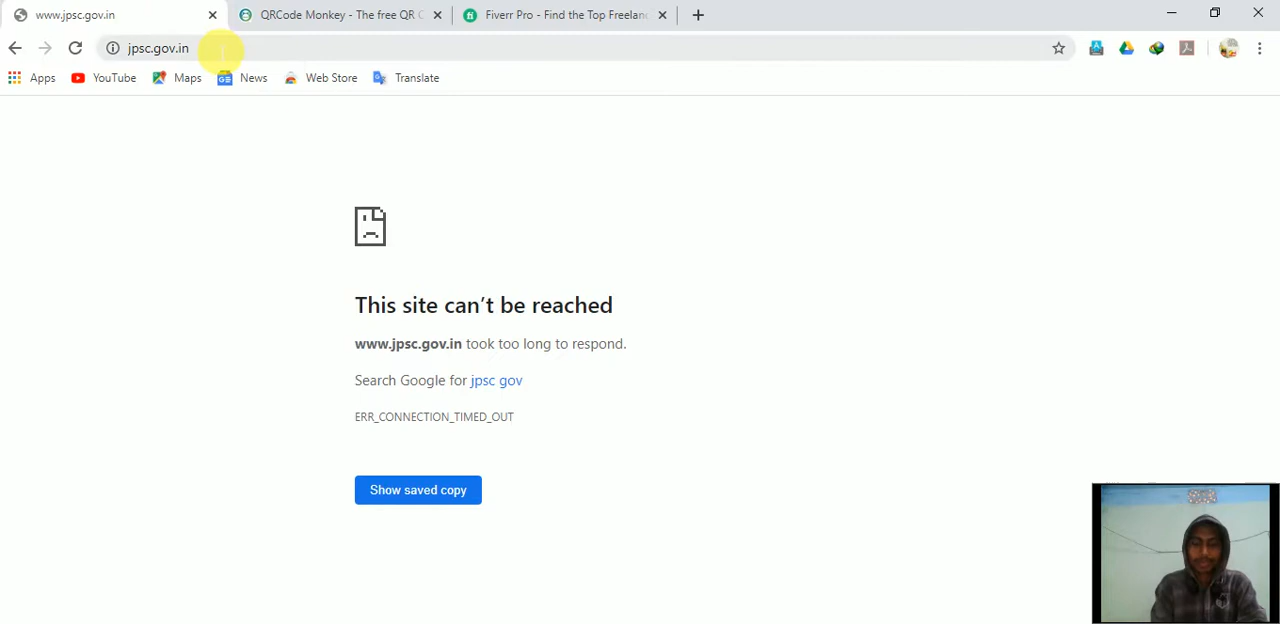 www.jpsc.gov.in
QRCode Monkey - The free QR C
Fiverr Pro - Find the Top Freelanc
jpsc.gov.in
Apps
YouTube
Maps
News
Web Store
Translate
This site can’t be reached
www.jpsc.gov.in took too long to respond.
Search Google for jpsc gov
ERR_CONNECTION_TIMED_OUT
Show saved copy